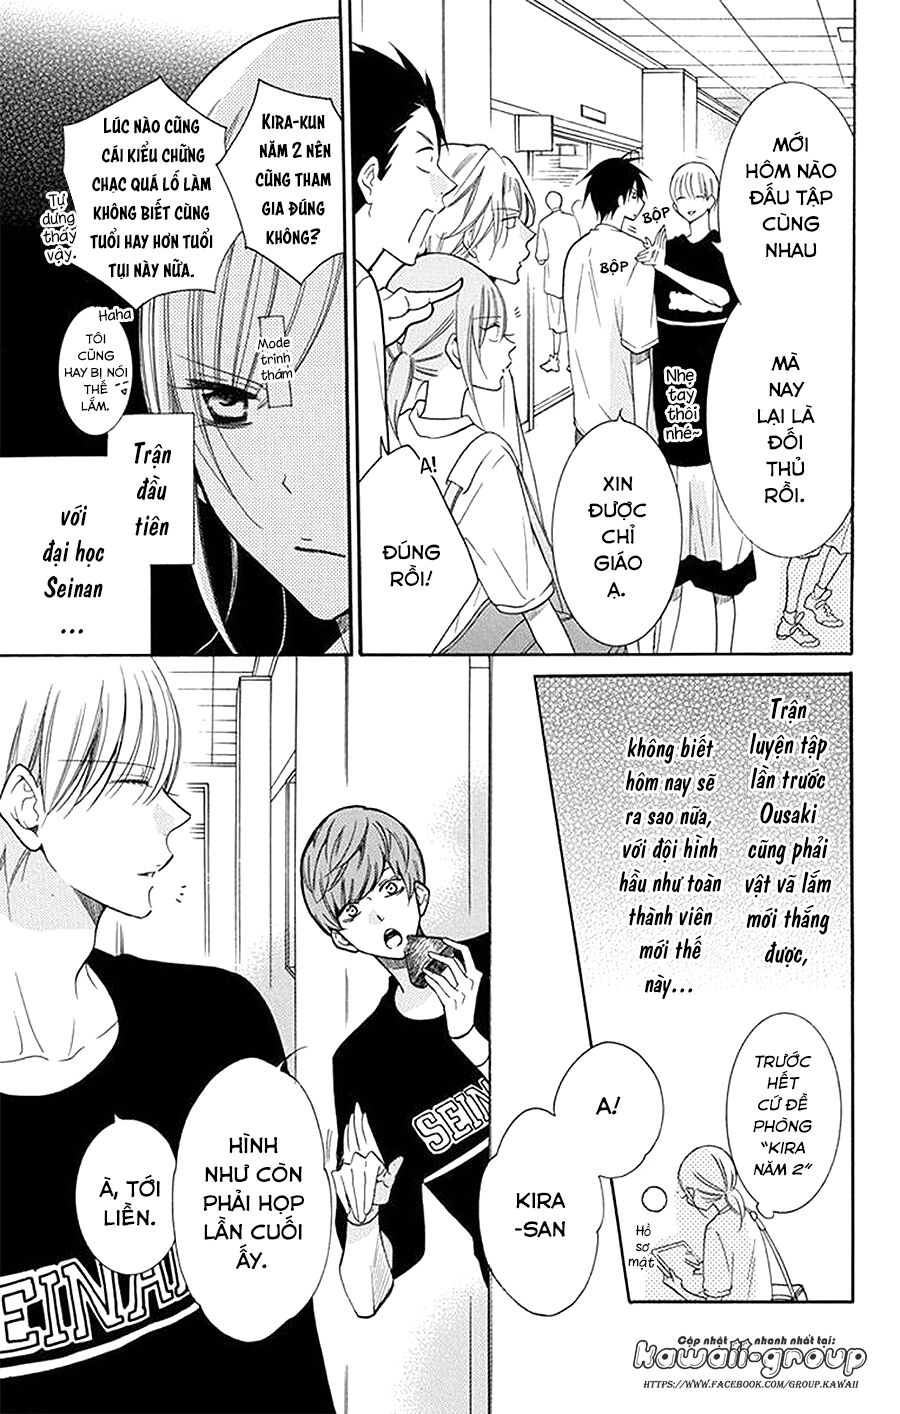 MỚI
HÔM NÀO
ĐẤU TẬP
CÙNG
NHAU
MÀ
NAY
LẠI LÀ
ĐỐI
THỦ
RỒI.
BỘP
BỘP
Nhẹ
tay
thôi
nhé~
XIN
ĐƯỢC
CHỈ
GIÁO
Ạ.
A!
ĐÚNG
RỒI!
KIRA-KUN
NĂM 2 NÊN
CŨNG THAM
GIA ĐÚNG
KHÔNG?
LÚC NÀO CŨNG
CÁI KIỂU CHỮNG
CHẠC QUÁ LỐ LÀM
KHÔNG BIẾT CÙNG
TUỔI HAY HƠN TUỔI
TỤI NÀY NỮA.
Tự
dưng
thấy
vậy.
Haha
TÔI
CŨNG
HAY BỊ NÓI
THẾ
LẮM.
Mode
trinh
thám
Trận
đầu
tiên
với
đại học
Seinan
...
Trận
luyện tập
lần trước
Ousaki
cũng phải
vật vã lắm
mới thắng
được,
không biết
hôm nay sẽ
ra sao nữa,
với đội hình
hầu như toàn
thành viên
mới thế
này...
TRƯỚC
HẾT
CỨ ĐỀ
PHÒNG
"KIRA
NĂM 2"
Hồ
sơ
mật
A!
KIRA
-SAN
SEIN
HÌNH
NHƯ CÒN
PHẢI HỌP
LẦN CUỐI
ẤY.
À, TỚI
LIỀN.
SEINAN
Cập nhật nhanh nhất tại:
kawaii-group
HTTPS://WWW.FACEBOOK.COM/GROUP.KAWAII